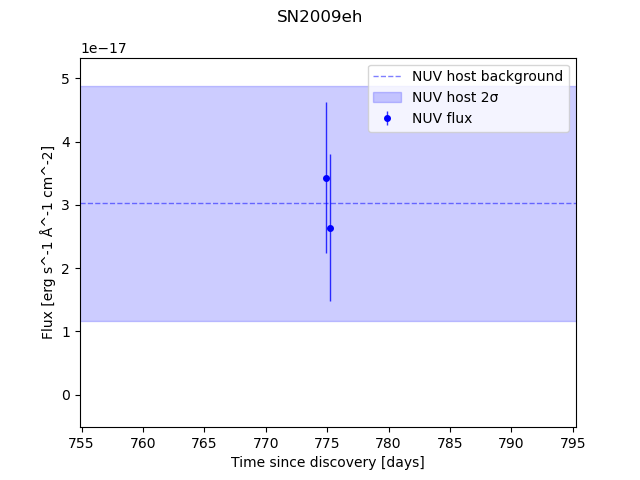 SN2009eh
1e−17
NUV host background
NUV host 2σ
NUV flux
5
4
3
2
1
0
Flux [erg s^-1 Å^-1 cm^-2]
755 760 765 770 775 780 785 790 795
Time since discovery [days]